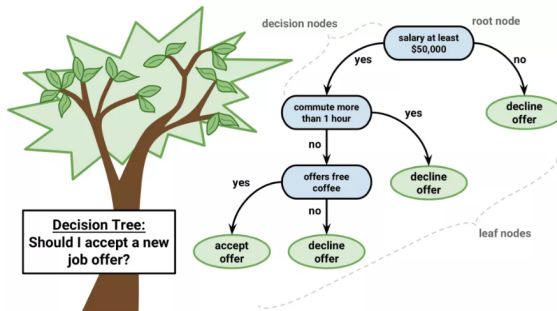 decision nodes
root node
salary at least
$50,000
yes
no
commute more
than 1 hour
decline
offer
yes
no
offers free
coffee
decline
offer
yes
no
Decision Tree:
Should I accept a new
job offer?
accept
offer
decline
offer
leaf nodes